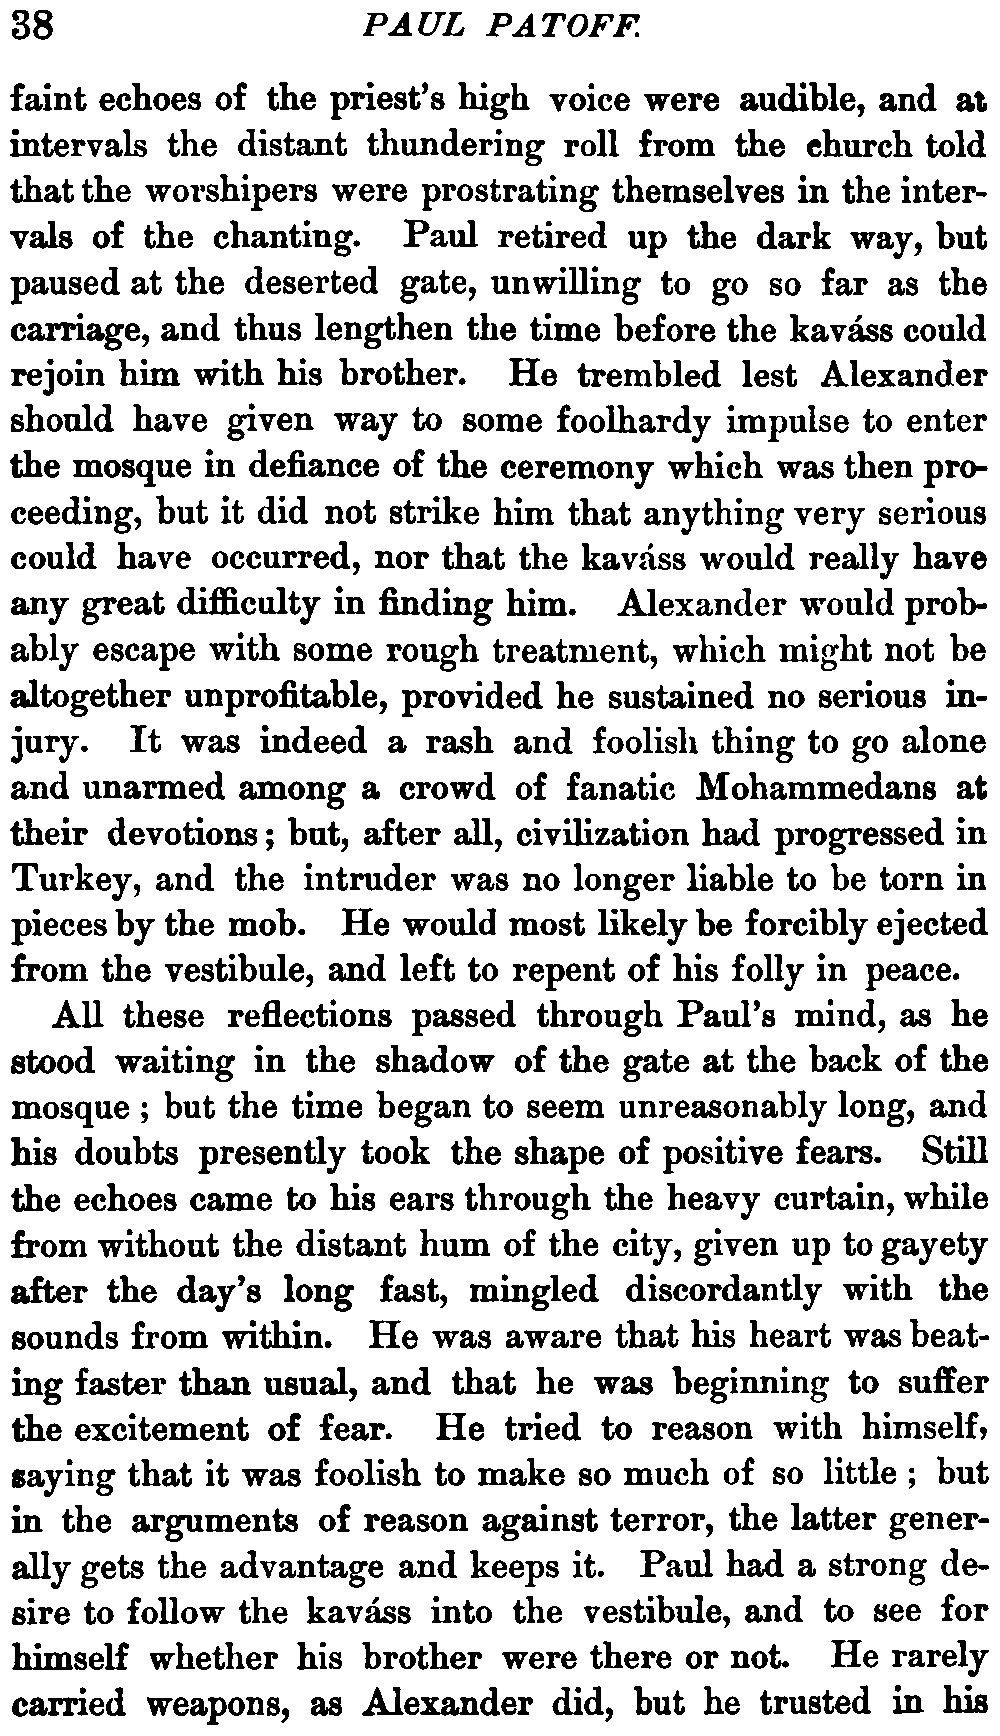 38 PAUL PATOFF.
faint echoes of the priest's high voice were audible, and at
intervals the distant thundering roll from the church told
that the worshipers were prostrating themselves in the inter-
vals of the chanting. Paul retired up the dark way, but
paused at the deserted gate, unwilling to go so far as the
carriage, and thus lengthen the time before the kaváss could
rejoin him with his brother. He trembled lest Alexander
should have given way to some foolhardy impulse to enter
the mosque in defiance of the ceremony which was then pro-
ceeding, but it did not strike him that anything very serious
could have occurred, nor that the kaváss would really have
any great difficulty in finding him. Alexander would prob-
ably escape with some rough treatment, which might not be
altogether unprofitable, provided he sustained no serious in-
jury. It was indeed a rash and foolish thing to go alone
and unarmed among a crowd of fanatic Mohammedans at
their devotions; but, after all, civilization had progressed in
Turkey, and the intruder was no longer liable to be torn in
pieces by the mob. He would most likely be forcibly ejected
from the vestibule, and left to repent of his folly in peace.
All these reflections passed through Paul's mind, as he
stood waiting in the shadow of the gate at the back of the
mosque; but the time began to seem unreasonably long, and
his doubts presently took the shape of positive fears. Still
the echoes came to his ears through the heavy curtain, while
from without the distant hum of the city, given up to gayety
after the day's long fast, mingled discordantly with the
sounds from within. He was aware that his heart was beat-
ing faster than usual, and that he was beginning to suffer
the excitement of fear. He tried to reason with himself,
saying that it was foolish to make so much of so little; but
in the arguments of reason against terror, the latter gener-
ally gets the advantage and keeps it. Paul had a strong de-
sire to follow the kaváss into the vestibule, and to see for
himself whether his brother were there or not. He rarely
carried weapons, as Alexander did, but he trusted in his